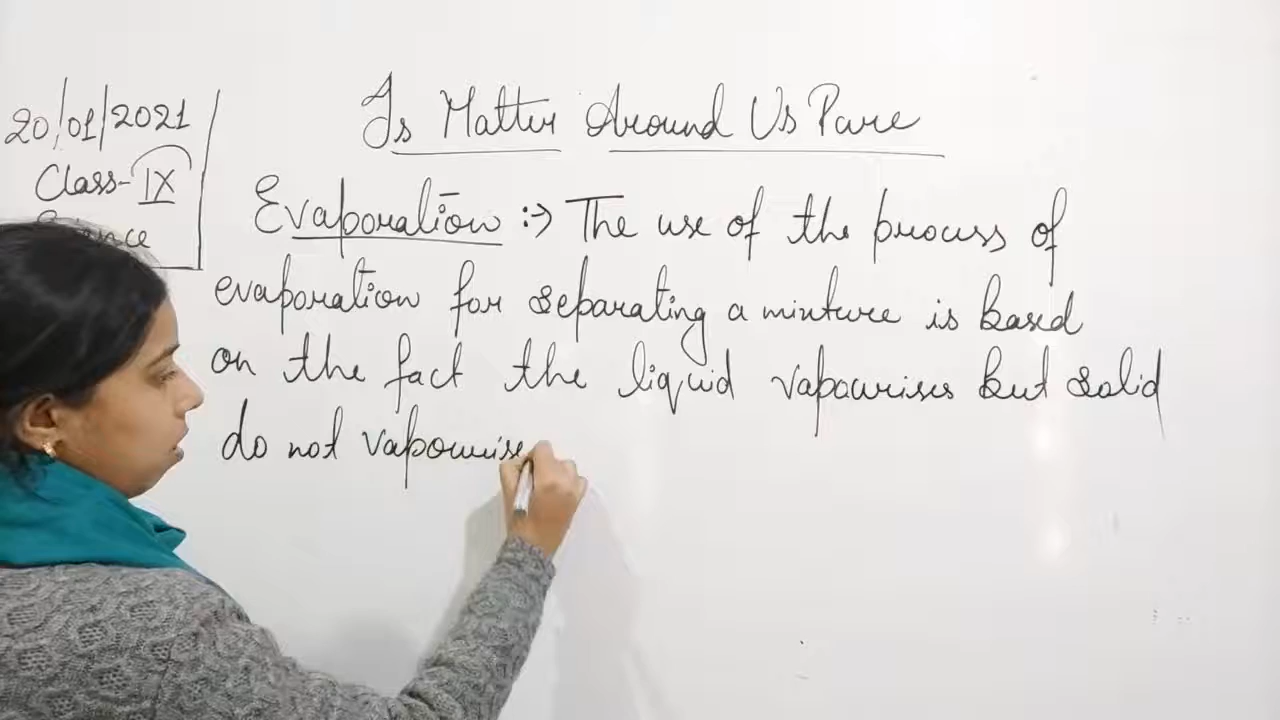 20/01/2021
Class-IX
Science
Is Matter Around Us Pure
Evaporation :→ The use of the process of
evaporation for separating a mixture is based
on the fact the liquid vapourises but solid
do not vapourise